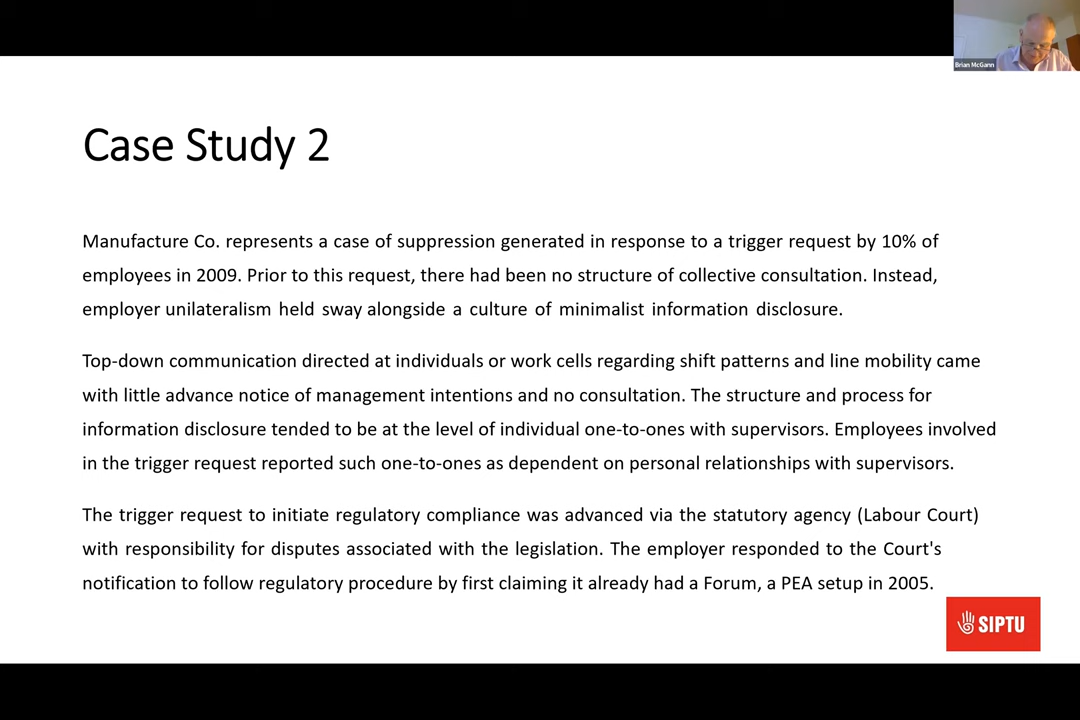 Brian McGann
Case Study 2
Manufacture Co. represents a case of suppression generated in response to a trigger request by 10% of
employees in 2009. Prior to this request, there had been no structure of collective consultation. Instead,
employer unilateralism held sway alongside a culture of minimalist information disclosure.
Top-down communication directed at individuals or work cells regarding shift patterns and line mobility came
with little advance notice of management intentions and no consultation. The structure and process for
information disclosure tended to be at the level of individual one-to-ones with supervisors. Employees involved
in the trigger request reported such one-to-ones as dependent on personal relationships with supervisors.
The trigger request to initiate regulatory compliance was advanced via the statutory agency (Labour Court)
with responsibility for disputes associated with the legislation. The employer responded to the Court's
notification to follow regulatory procedure by first claiming it already had a Forum, a PEA setup in 2005.
SIPTU